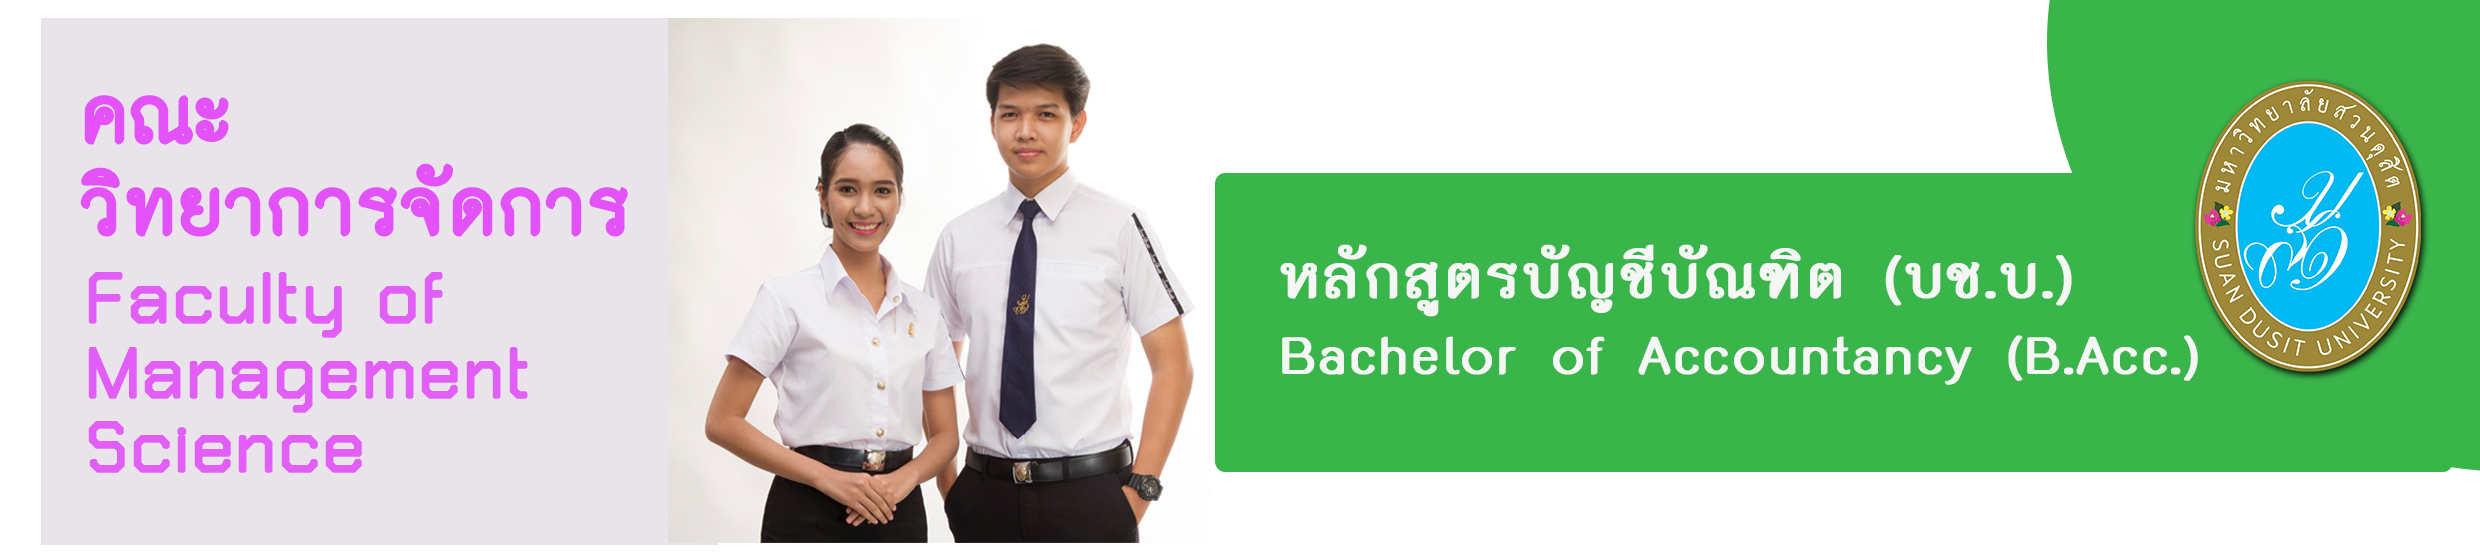 คณะ
วิทยาการจัดการ
Faculty of
Management
Science
หลักสูตรบัญชีบัณฑิต (บช.บ.)
Bachelor of Accountancy (B.Acc.)
มหาวิทยาลัยสวนดุสิต
SUAN DUSIT UNIVERSITY